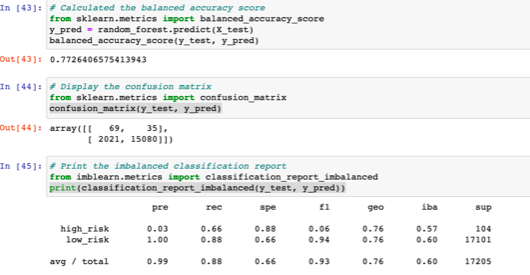 In [43]: # Calculated the balanced accuracy score
from sklearn.metrics import balanced_accuracy_score
y_pred = random_forest.predict(X_test)
balanced_accuracy_score(y_test, y_pred)
Out[43]: 0.7726406575413943
In [44]: # Display the confusion matrix
from sklearn.metrics import confusion_matrix
confusion_matrix(y_test, y_pred)
Out[44]: array([[ 69, 35],
[ 2021, 15080]])
In [45]: # Print the imbalanced classification report
from imblearn.metrics import classification_report_imbalanced
print(classification_report_imbalanced(y_test, y_pred))
pre rec spe f1 geo iba sup
high_risk 0.03 0.66 0.88 0.06 0.76 0.57 104
low_risk 1.00 0.88 0.66 0.94 0.76 0.60 17101
avg / total 0.99 0.88 0.66 0.93 0.76 0.60 17205